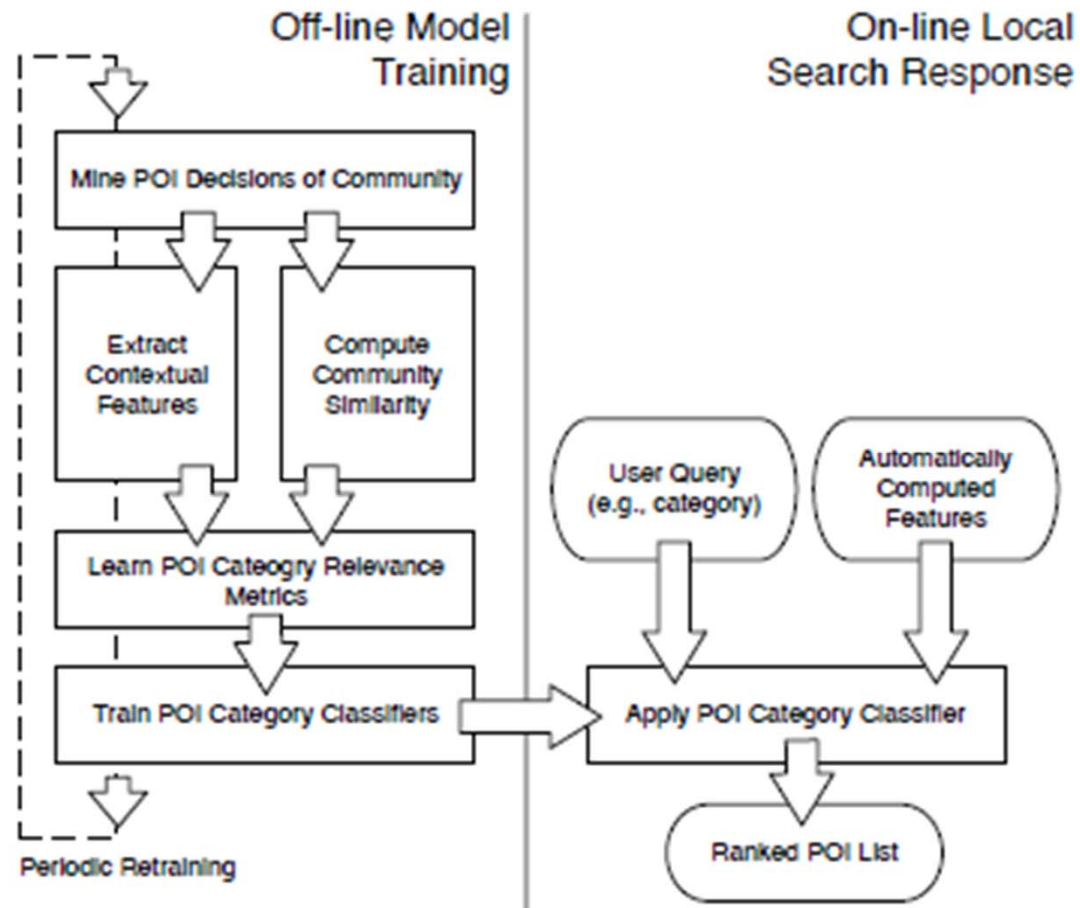 Off-line Model
Training
On-line Local
Search Response
Mine POI Decisions of Community
Extract
Contextual
Features
Compute
Community
Similarity
Learn POI Cateogry Relevance
Metrics
Train POI Category Classifiers
Periodic Retraining
User Query
(e.g., category)
Automatically
Computed
Features
Apply POI Category Classifier
Ranked POI List